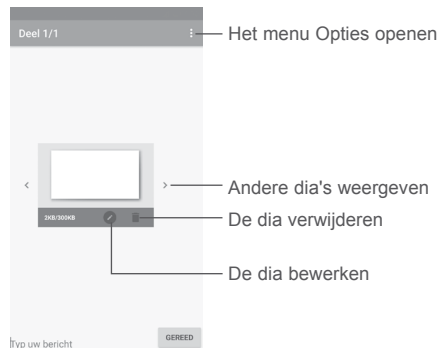 Deel 1/1
Het menu Opties openen
Andere dia's weergeven
2KB/300KB
De dia verwijderen
De dia bewerken
GEREED
Typ uw bericht